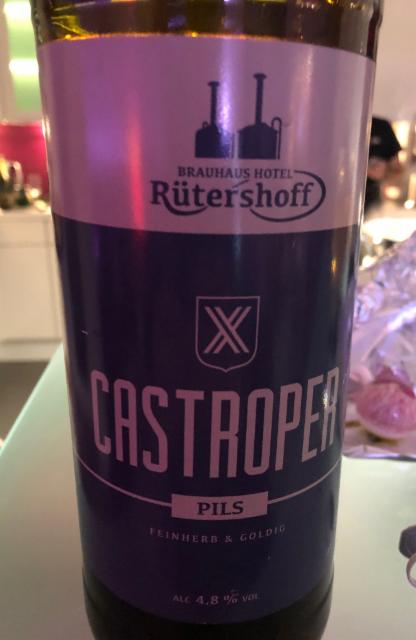 BRAUHAUS HOTEL
Rütershoff
CASTROPER
PILS
FEINHERB & GOLDIG
ALC 4,8 % VOL